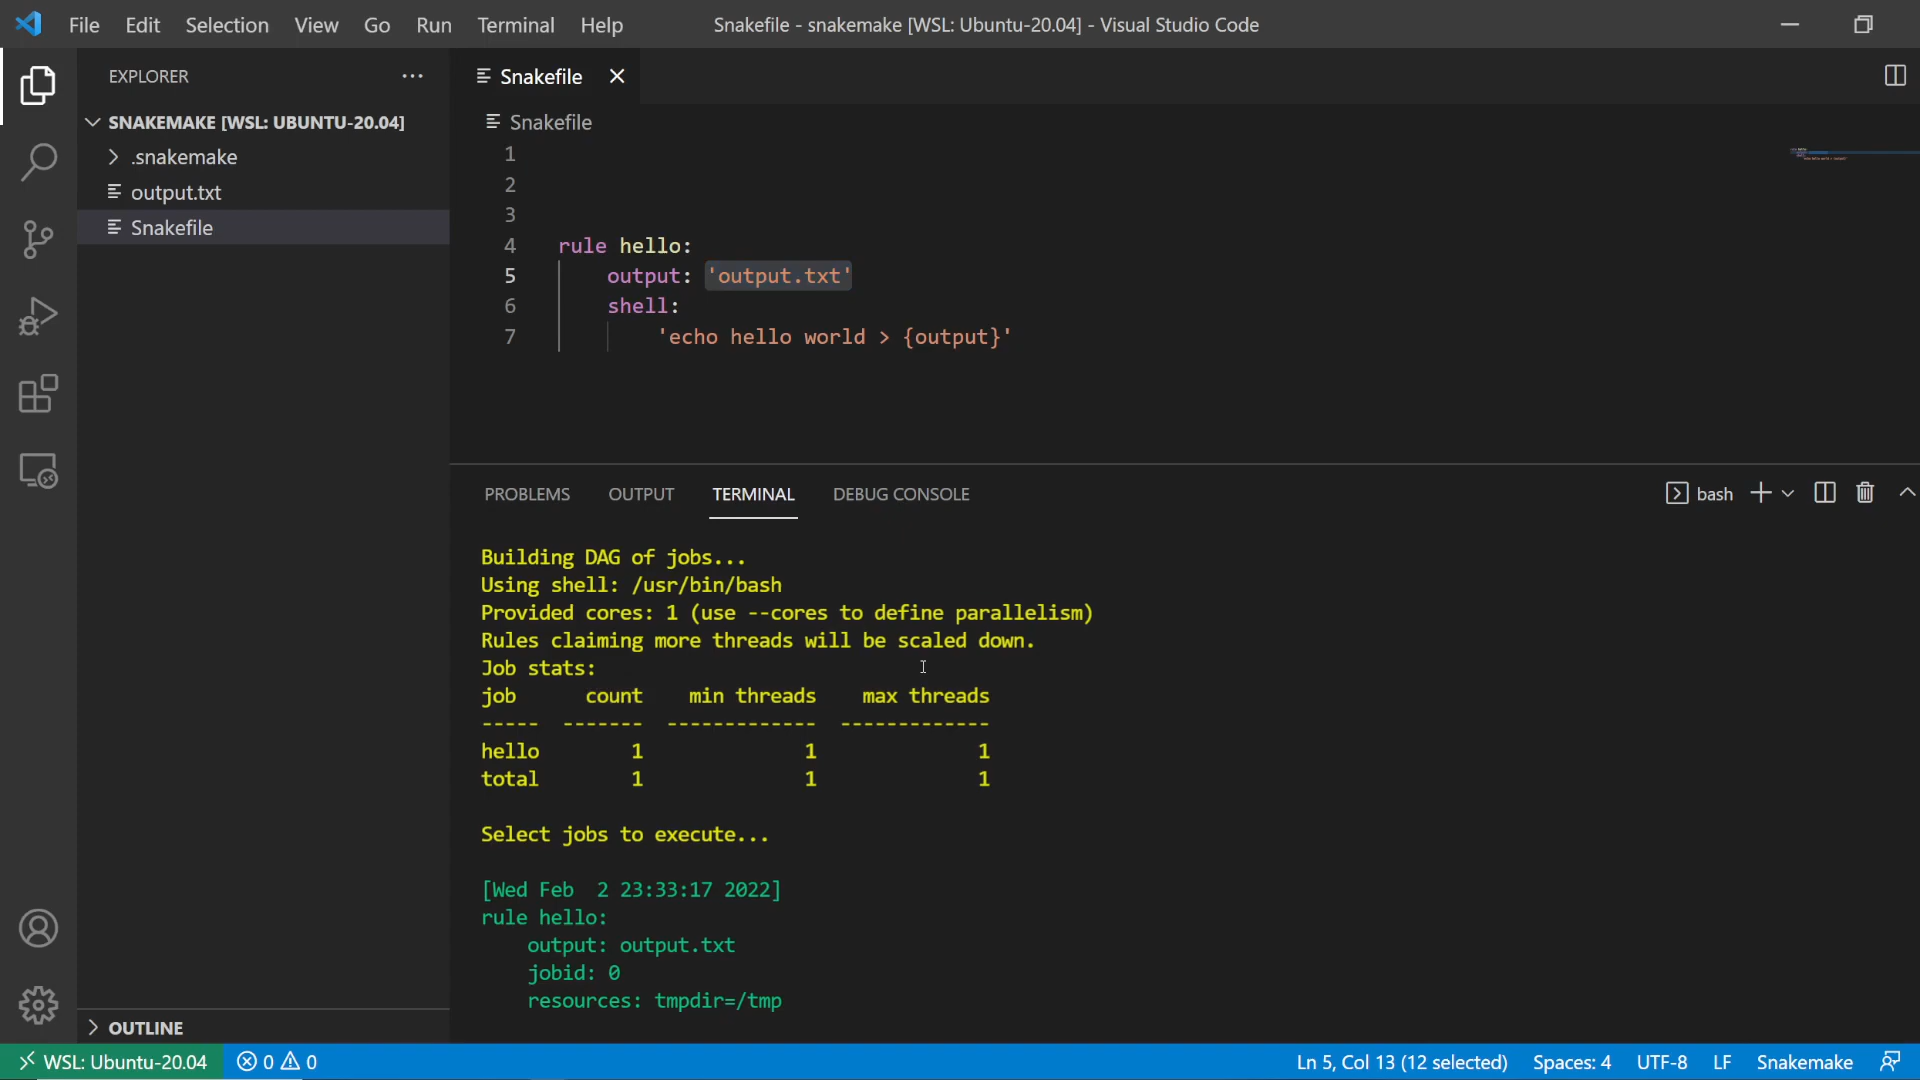 File Edit Selection View Go Run Terminal Help Snakefile - snakemake [WSL: Ubuntu-20.04] - Visual Studio Code
EXPLORER
SNAKEMAKE [WSL: UBUNTU-20.04]
.snakemake
output.txt
Snakefile
OUTLINE
Snakefile
Snakefile
1
2
3
4 rule hello:
5 output: 'output.txt'
6 shell:
7 'echo hello world > {output}'
PROBLEMS OUTPUT TERMINAL DEBUG CONSOLE bash
Building DAG of jobs...
Using shell: /usr/bin/bash
Provided cores: 1 (use --cores to define parallelism)
Rules claiming more threads will be scaled down.
Job stats:
job count min threads max threads
----- ------- ------------- -------------
hello 1 1 1
total 1 1 1
Select jobs to execute...
[Wed Feb  2 23:33:17 2022]
rule hello:
output: output.txt
jobid: 0
resources: tmpdir=/tmp
WSL: Ubuntu-20.04 0 0 Ln 5, Col 13 (12 selected) Spaces: 4 UTF-8 LF Snakemake